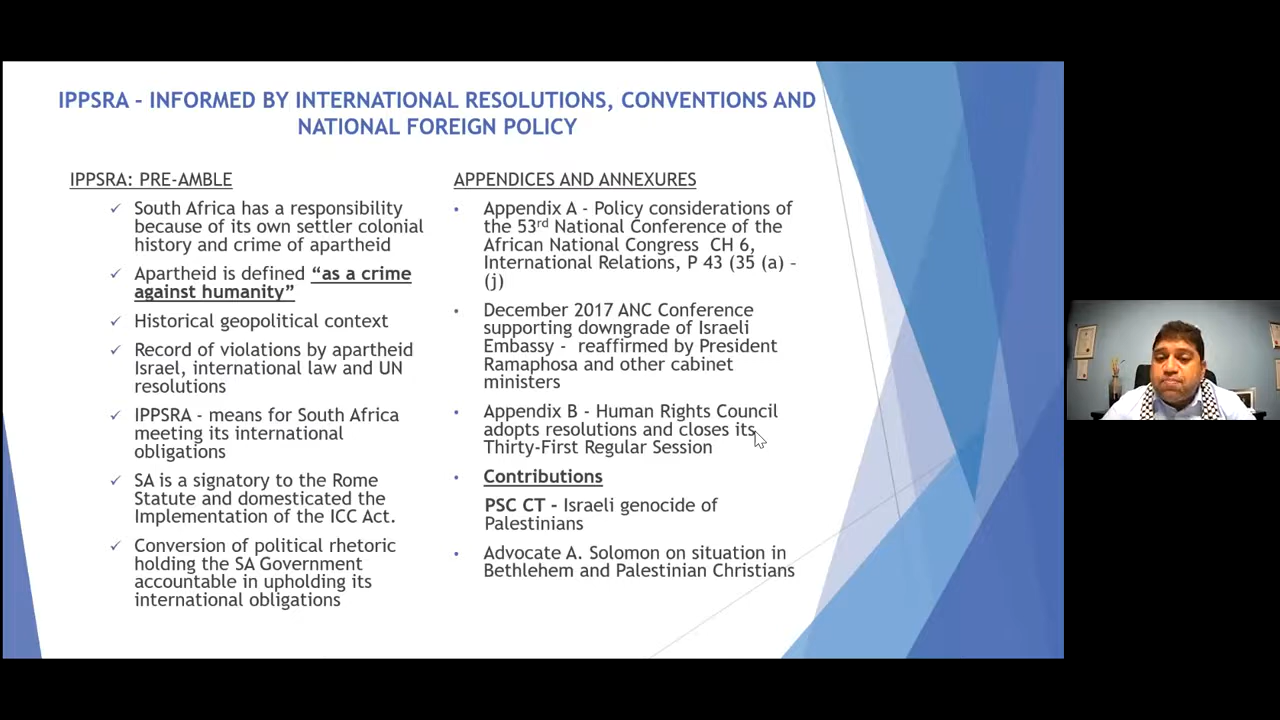 IPPSRA - INFORMED BY INTERNATIONAL RESOLUTIONS, CONVENTIONS AND
NATIONAL FOREIGN POLICY
IPPSRA: PRE-AMBLE
✓ South Africa has a responsibility
because of its own settler colonial
history and crime of apartheid
✓ Apartheid is defined “as a crime
against humanity”
✓ Historical geopolitical context
✓ Record of violations by apartheid
Israel, international law and UN
resolutions
✓ IPPSRA - means for South Africa
meeting its international
obligations
✓ SA is a signatory to the Rome
Statute and domesticated the
Implementation of the ICC Act.
✓ Conversion of political rhetoric
holding the SA Government
accountable in upholding its
international obligations
APPENDICES AND ANNEXURES
• Appendix A - Policy considerations of
the 53rd National Conference of the
African National Congress CH 6,
International Relations, P 43 (35 (a) –
(j)
• December 2017 ANC Conference
supporting downgrade of Israeli
Embassy - reaffirmed by President
Ramaphosa and other cabinet
ministers
• Appendix B - Human Rights Council
adopts resolutions and closes its
Thirty-First Regular Session
• Contributions
PSC CT - Israeli genocide of
Palestinians
• Advocate A. Solomon on situation in
Bethlehem and Palestinian Christians